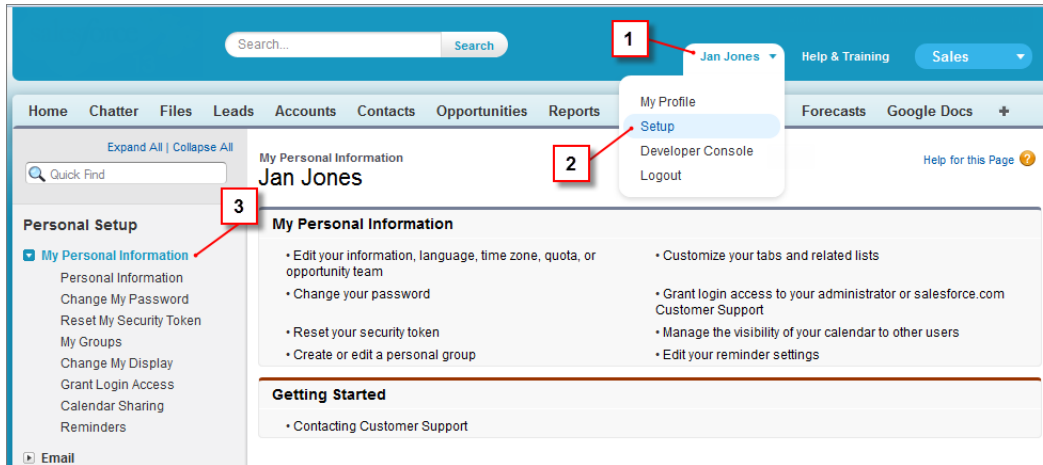 Search...
Search
1
Jan Jones
Help & Training
Sales
Home Chatter Files Leads Accounts Contacts Opportunities Reports Forecasts Google Docs +
My Profile
Setup
Developer Console
Logout
2
Expand All | Collapse All
Quick Find
My Personal Information
Jan Jones
Help for this Page ?
3
Personal Setup
My Personal Information
Personal Information
Change My Password
Reset My Security Token
My Groups
Change My Display
Grant Login Access
Calendar Sharing
Reminders
Email
My Personal Information
• Edit your information, language, time zone, quota, or
opportunity team
• Change your password
• Reset your security token
• Create or edit a personal group
• Customize your tabs and related lists
• Grant login access to your administrator or salesforce.com
Customer Support
• Manage the visibility of your calendar to other users
• Edit your reminder settings
Getting Started
• Contacting Customer Support